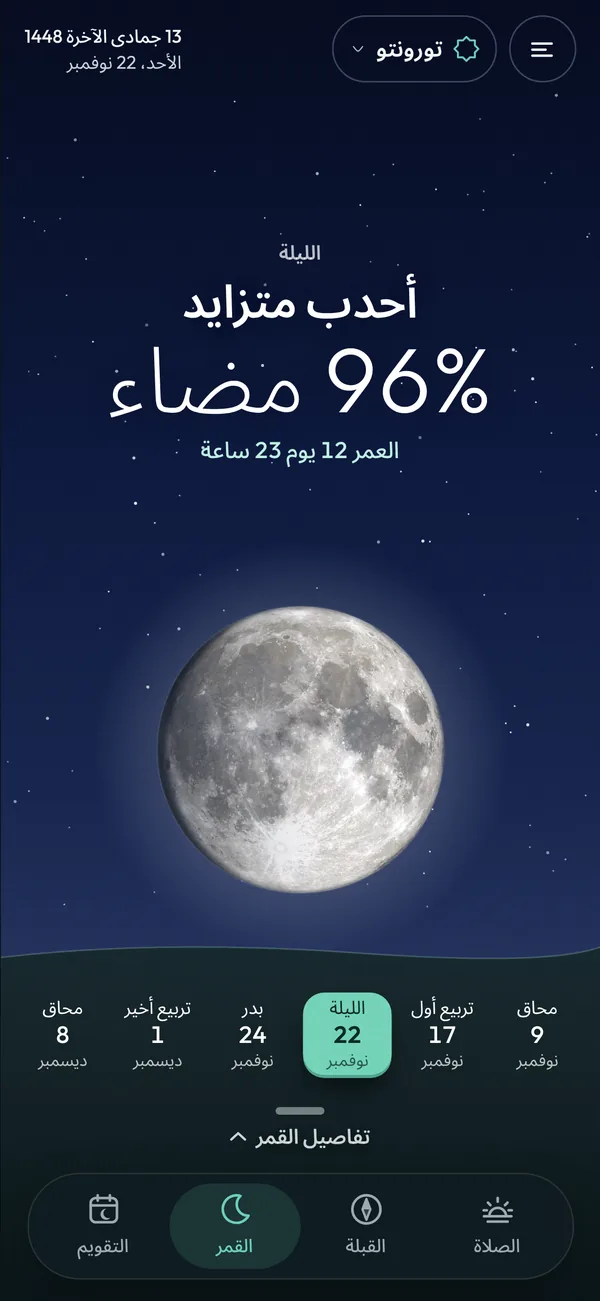 تورونتو
13 جمادى الآخرة 1448
الأحد، 22 نوفمبر
الليلة
أحدب متزايد
96% مضاء
العمر 12 يوم 23 ساعة
محاق
9
نوفمبر
تربيع أول
17
نوفمبر
الليلة
22
نوفمبر
بدر
24
نوفمبر
تربيع أخير
1
ديسمبر
محاق
8
ديسمبر
تفاصيل القمر
الصلاة
القبلة
القمر
التقويم